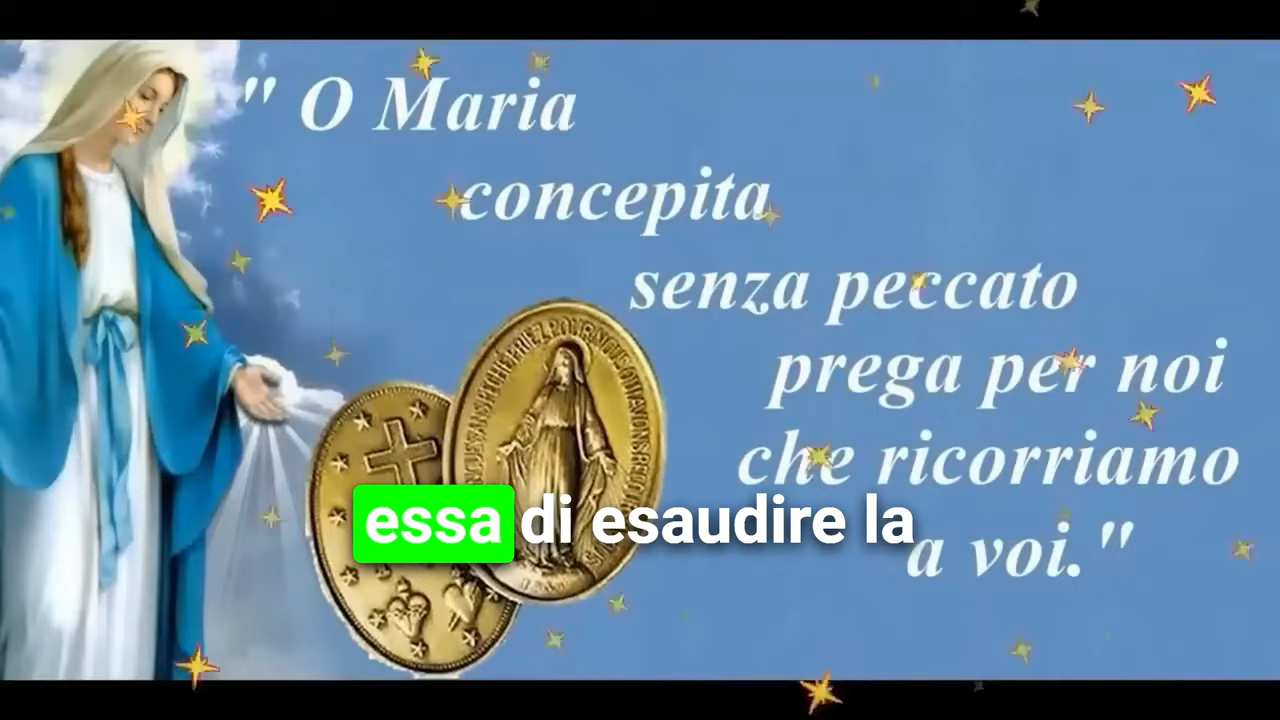 " O Maria
concepita
senza peccato
prega per noi
che ricorriamo
a voi."
essa di esaudire la